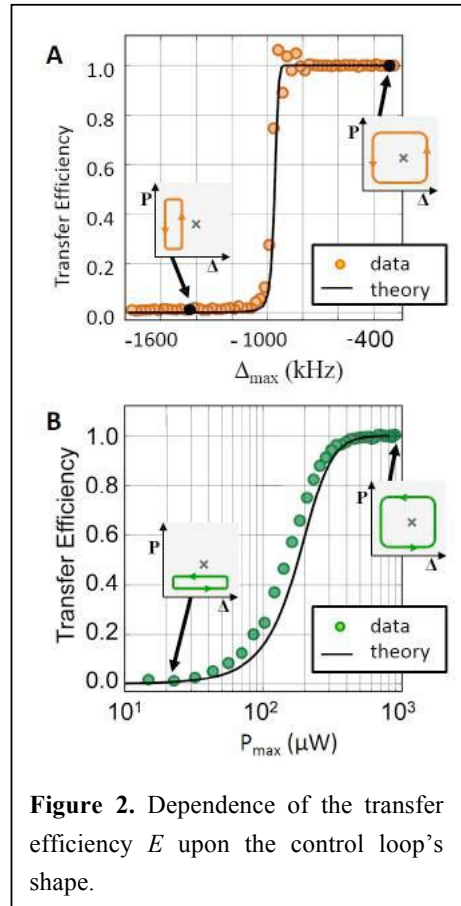 A
Transfer Efficiency
1.0
0.8
0.6
0.4
0.2
0.0
P
Δ
P
Δ
data
theory
-1600
-1000
-400
Δmax (kHz)
B
Transfer Efficiency
1.0
0.8
0.6
0.4
0.2
0.0
P
Δ
P
Δ
data
theory
10¹
10²
10³
Pmax (μW)
Figure 2. Dependence of the transfer
efficiency E upon the control loop's
shape.